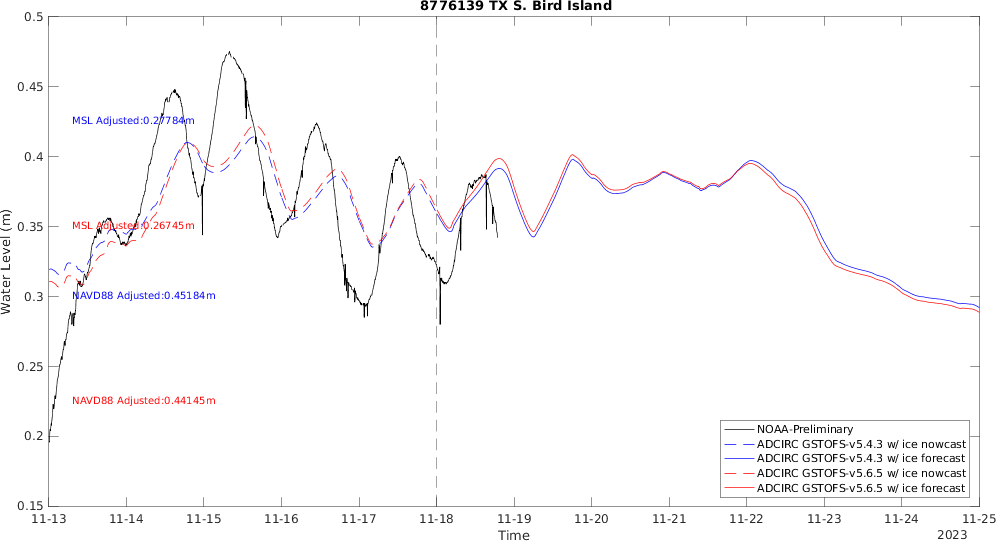 8776139 TX S. Bird Island
0.5
0.45
0.4
0.35
0.3
0.25
0.2
0.15
Water Level (m)
MSL Adjusted:0.27784m
MSL Adjusted:0.26745m
NAVD88 Adjusted:0.45184m
NAVD88 Adjusted:0.44145m
NOAA-Preliminary
ADCIRC GSTOFS-v5.4.3 w/ ice nowcast
ADCIRC GSTOFS-v5.4.3 w/ ice forecast
ADCIRC GSTOFS-v5.6.5 w/ ice nowcast
ADCIRC GSTOFS-v5.6.5 w/ ice forecast
11-13 11-14 11-15 11-16 11-17 11-18 11-19 11-20 11-21 11-22 11-23 11-24 11-25
Time
2023